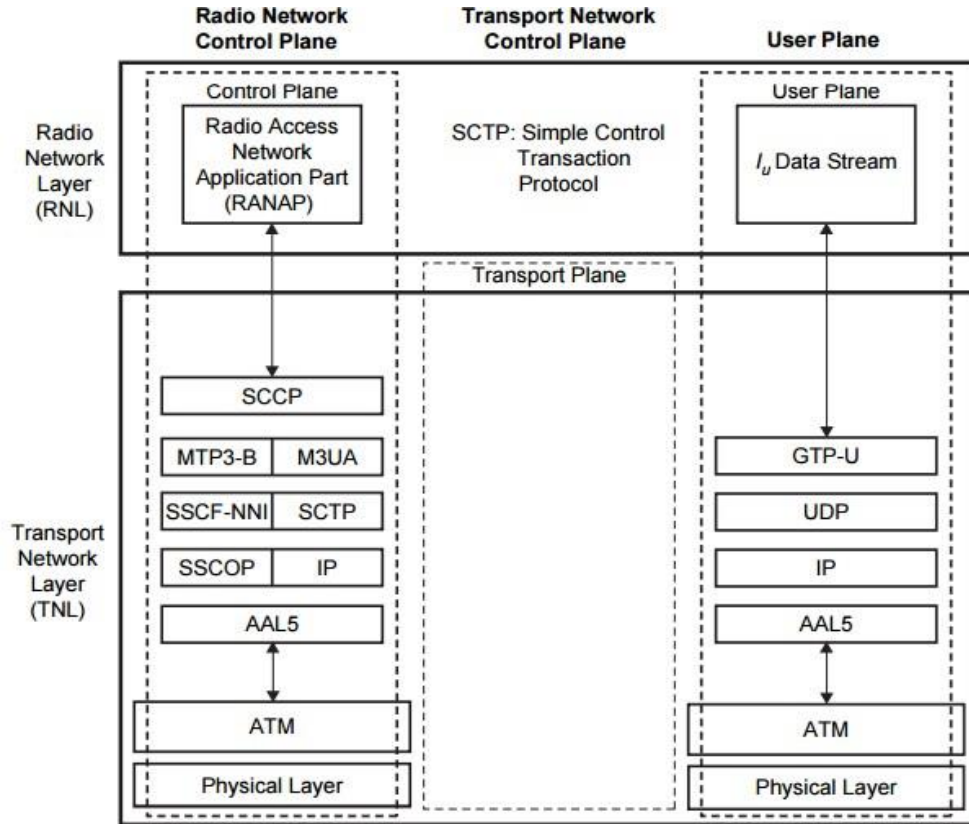 Radio Network
Control Plane
Transport Network
Control Plane
User Plane
Radio
Network
Layer
(RNL)
Control Plane
Radio Access
Network
Application Part
(RANAP)
SCTP: Simple Control
Transaction
Protocol
User Plane
Iu Data Stream
Transport Plane
Transport
Network
Layer
(TNL)
SCCP
MTP3-B M3UA
SSCF-NNI SCTP
SSCOP IP
AAL5
ATM
Physical Layer
GTP-U
UDP
IP
AAL5
ATM
Physical Layer